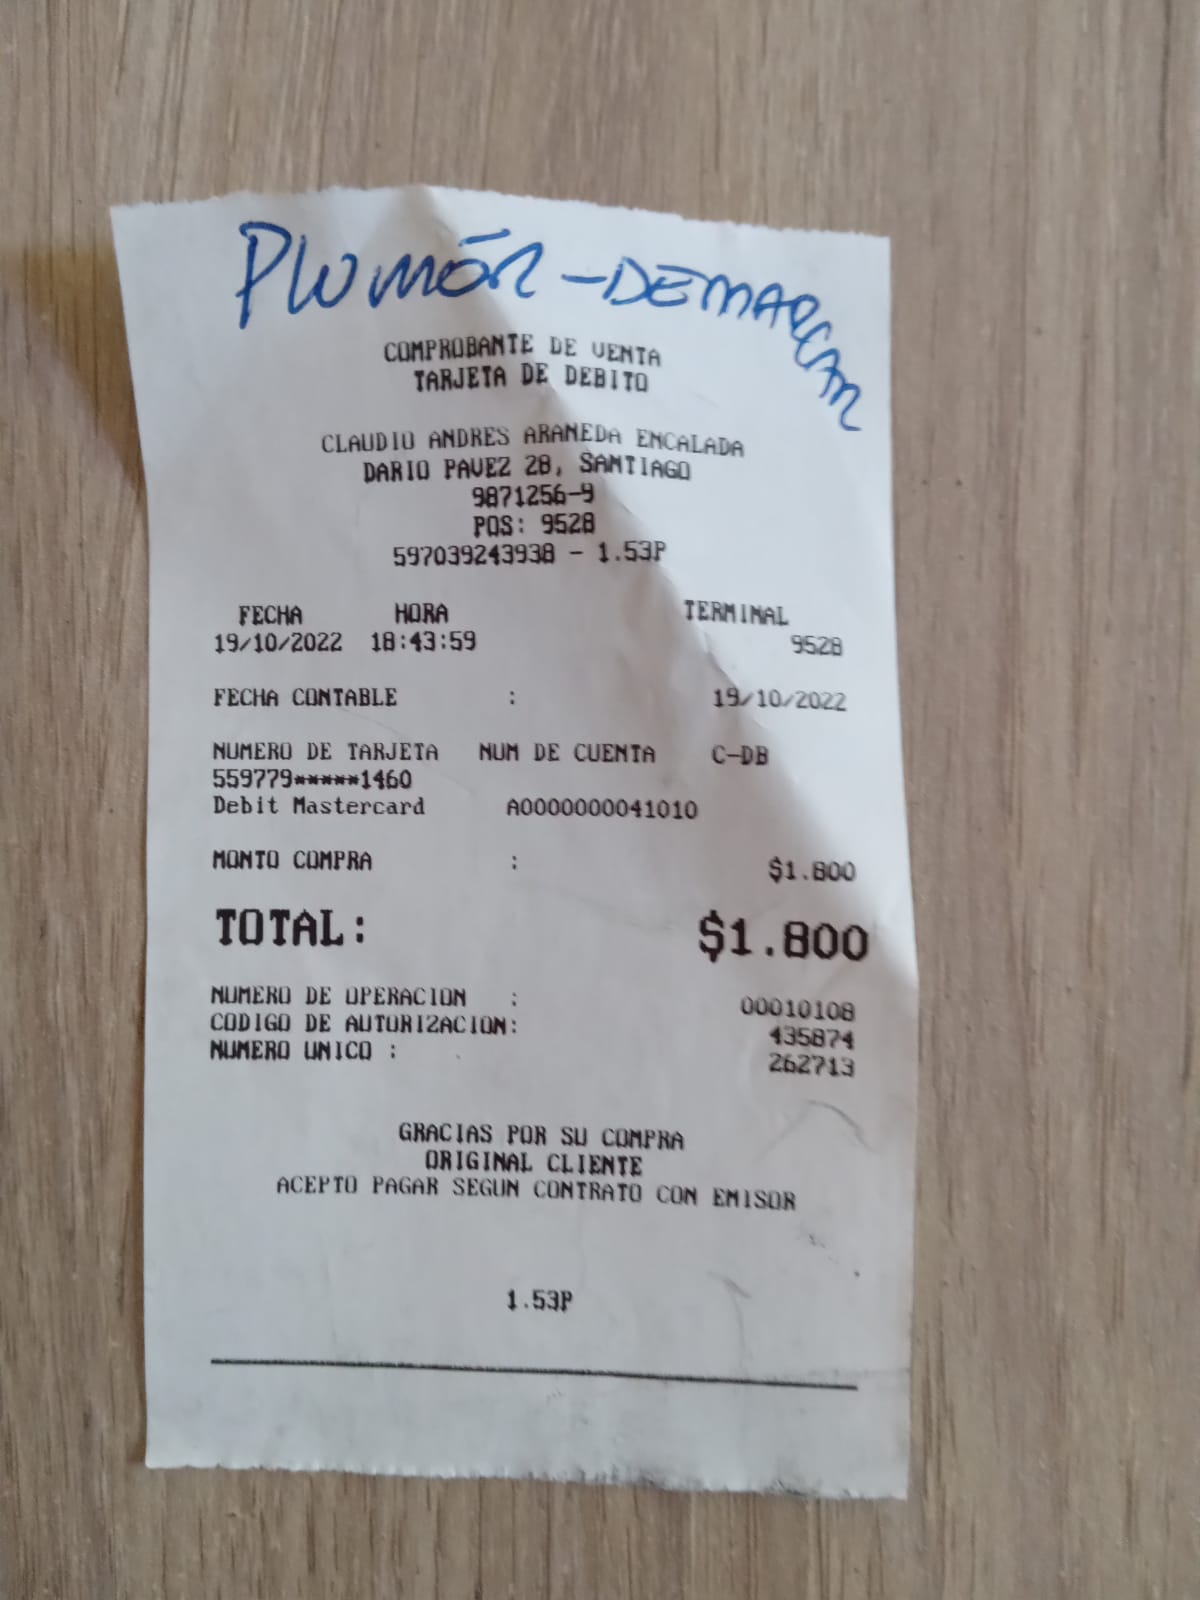 PLUMÓN - DEMARCAR
COMPROBANTE DE VENTA
TARJETA DE DEBITO
CLAUDIO ANDRES ARANEDA ENCALADA
DARIO PAVEZ 28, SANTIAGO
9871256-9
POS: 9528
597039243938 - 1.53P
FECHA HORA TERMINAL
19/10/2022 18:43:59 9528
FECHA CONTABLE : 19/10/2022
NUMERO DE TARJETA NUM DE CUENTA C-DB
559779*****1460
Debit Mastercard A0000000041010
MONTO COMPRA : $1.800
TOTAL: $1.800
NUMERO DE OPERACION : 00010108
CODIGO DE AUTORIZACION: 435874
NUMERO UNICO : 262713
GRACIAS POR SU COMPRA
ORIGINAL CLIENTE
ACEPTO PAGAR SEGUN CONTRATO CON EMISOR
1.53P